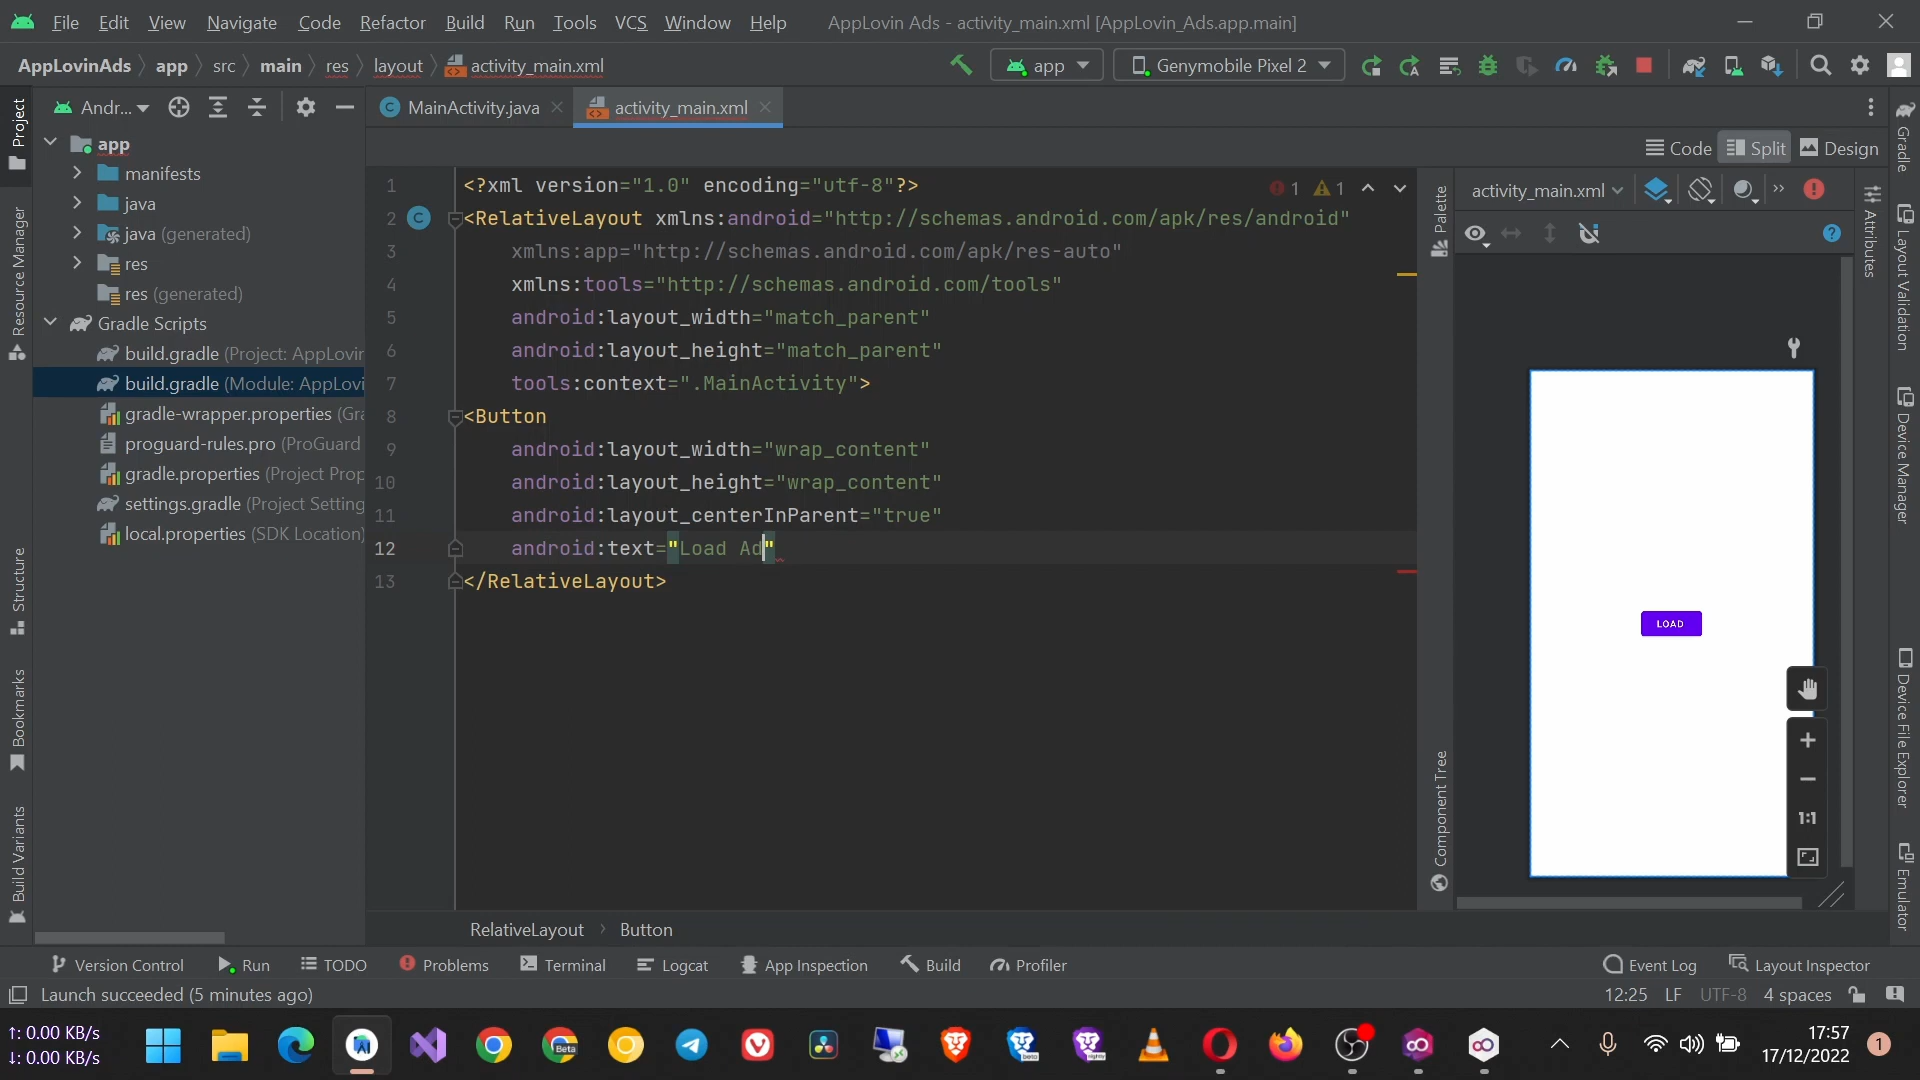 File Edit View Navigate Code Refactor Build Run Tools VCS Window Help AppLovin Ads - activity_main.xml [AppLovin_Ads.app.main]
AppLovinAds app src main res layout activity_main.xml app Genymobile Pixel 2
Andr... MainActivity.java activity_main.xml
Code Split Design
Project
Resource Manager
Structure
Bookmarks
Build Variants
app
manifests
java
java (generated)
res
res (generated)
Gradle Scripts
build.gradle (Project: AppLovin
build.gradle (Module: AppLovi
gradle-wrapper.properties (Gra
proguard-rules.pro (ProGuard
gradle.properties (Project Prop
settings.gradle (Project Setting
local.properties (SDK Location)
1 <?xml version="1.0" encoding="utf-8"?>
2 <RelativeLayout xmlns:android="http://schemas.android.com/apk/res/android"
3 xmlns:app="http://schemas.android.com/apk/res-auto"
4 xmlns:tools="http://schemas.android.com/tools"
5 android:layout_width="match_parent"
6 android:layout_height="match_parent"
7 tools:context=".MainActivity">
8 <Button
9 android:layout_width="wrap_content"
10 android:layout_height="wrap_content"
11 android:layout_centerInParent="true"
12 android:text="Load Ad"
13 </RelativeLayout>
1 1
Palette
Component Tree
activity_main.xml
LOAD
1:1
Attributes
Gradle
Layout Validation
Device Manager
Device File Explorer
Emulator
RelativeLayout Button
Version Control Run TODO Problems Terminal Logcat App Inspection Build Profiler Event Log Layout Inspector
Launch succeeded (5 minutes ago) 12:25 LF UTF-8 4 spaces
↑: 0.00 KB/s
↓: 0.00 KB/s
Beta
beta
nightly
17:57
17/12/2022
1